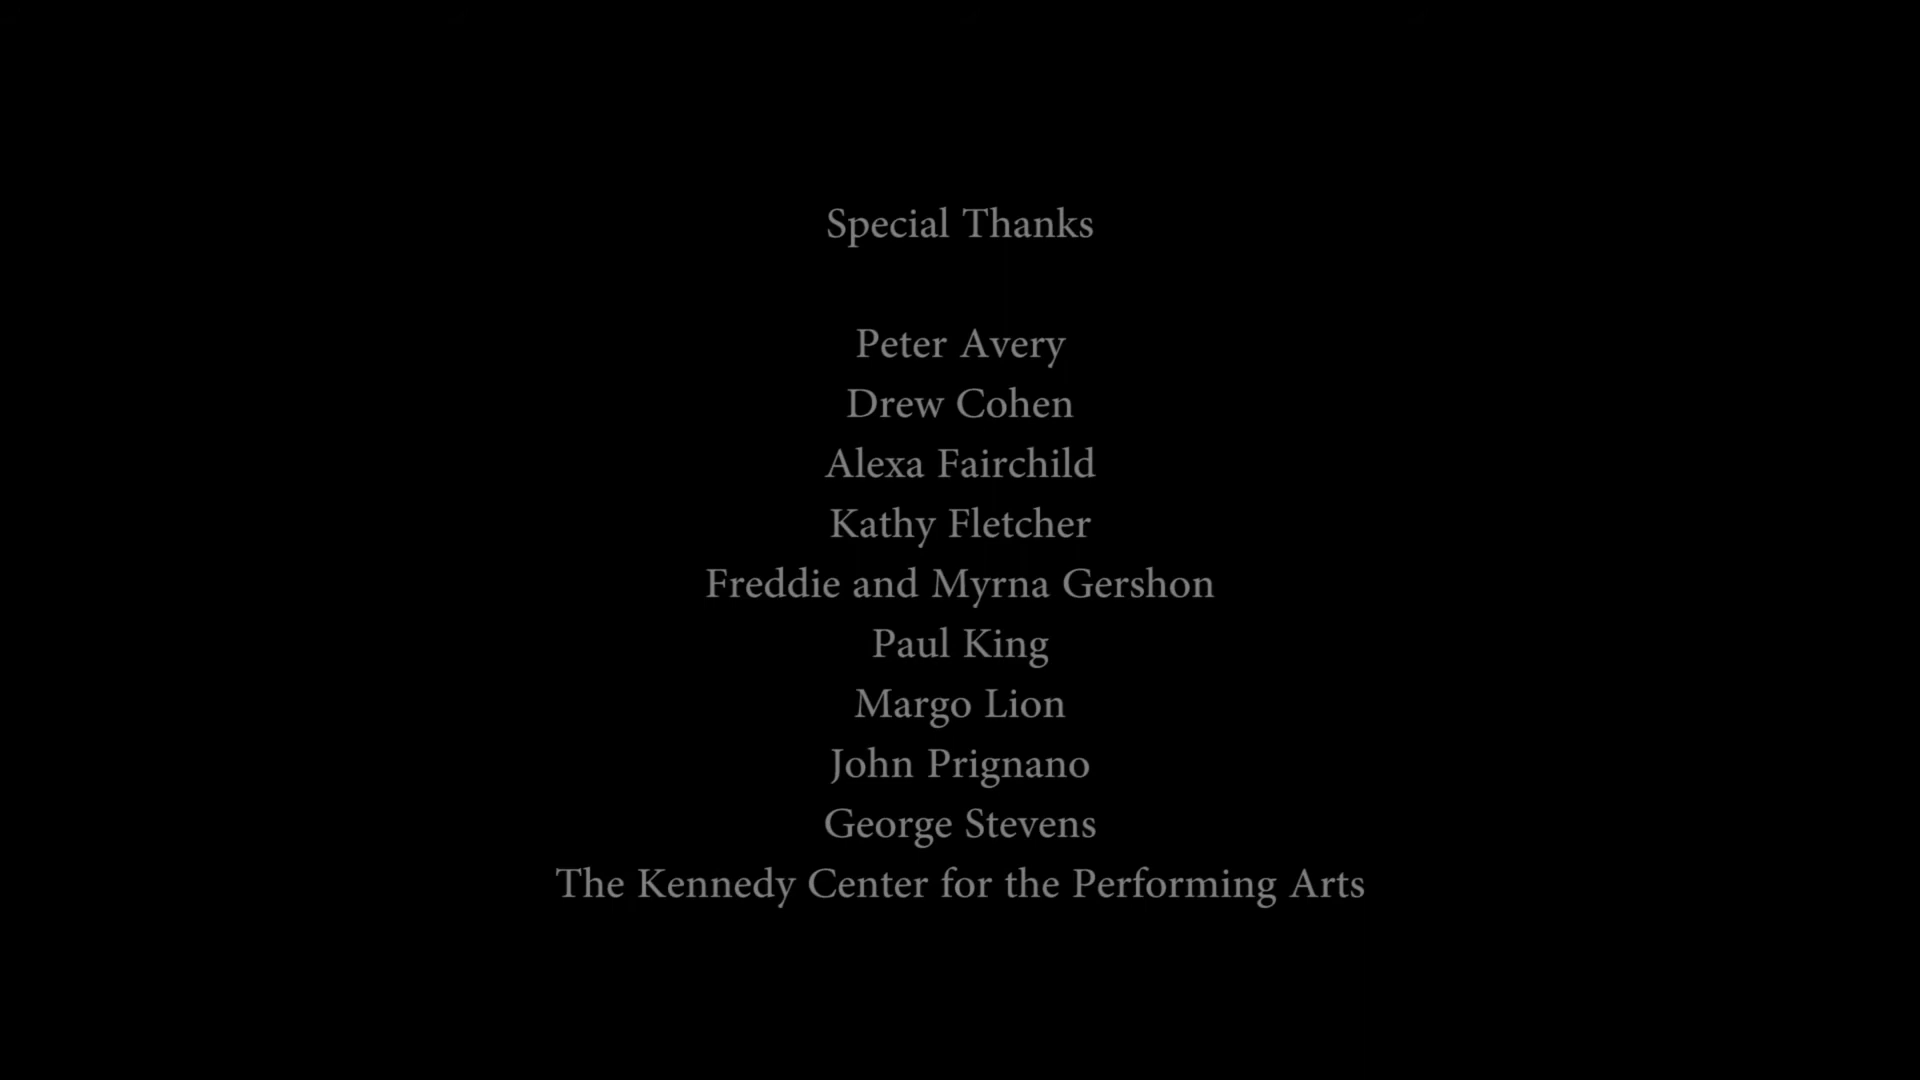 Special Thanks
Peter Avery
Drew Cohen
Alexa Fairchild
Kathy Fletcher
Freddie and Myrna Gershon
Paul King
Margo Lion
John Prignano
George Stevens
The Kennedy Center for the Performing Arts